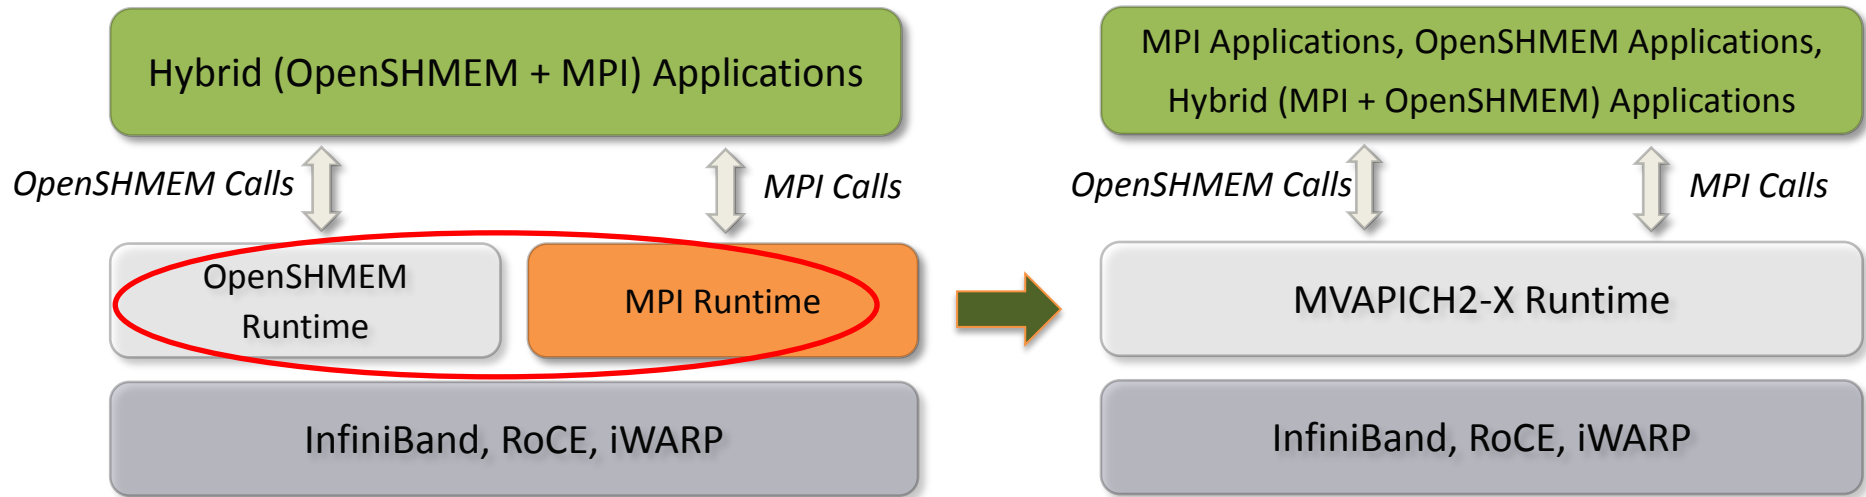 Hybrid (OpenSHMEM + MPI) Applications
OpenSHMEM Calls
MPI Calls
OpenSHMEM
Runtime
MPI Runtime
InfiniBand, RoCE, iWARP
MPI Applications, OpenSHMEM Applications,
Hybrid (MPI + OpenSHMEM) Applications
OpenSHMEM Calls
MPI Calls
MVAPICH2-X Runtime
InfiniBand, RoCE, iWARP